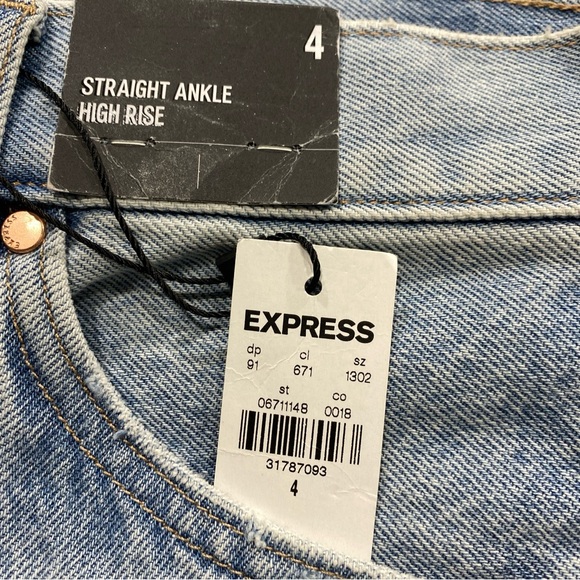 4
STRAIGHT ANKLE
HIGH RISE
EXPRESS
dp cl sz
91 671 1302
st co
06711148 0018
31787093
4